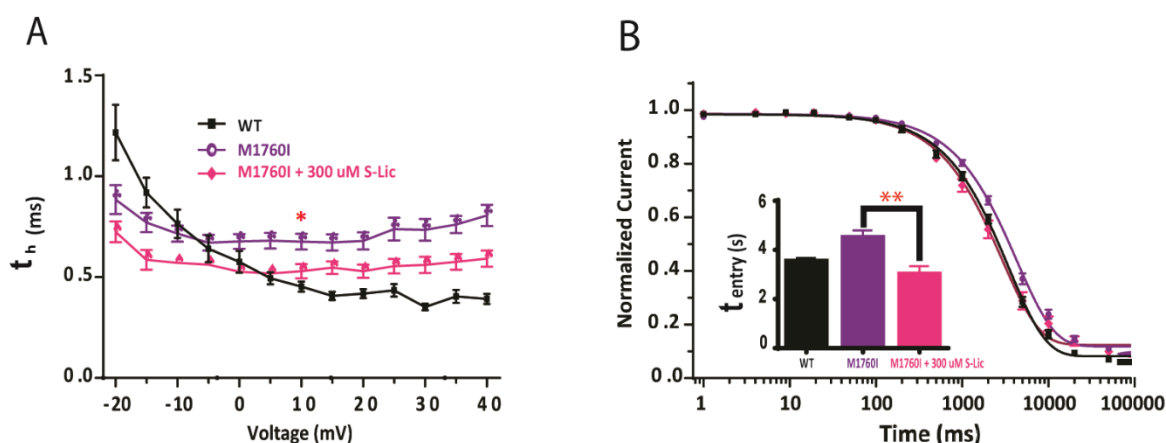 A
t h (ms)
1.5
1.0
0.5
0.0
-20
-10
0
10
20
30
40
Voltage (mV)
WT
M1760I
M1760I + 300 uM S-Lic
*
B
Normalized Current
1.0
0.8
0.6
0.4
0.2
0.0
1
10
100
1000
10000
100000
Time (ms)
t entry (s)
6
4
2
0
**
WT
M1760I
M1760I + 300 uM S-Lic